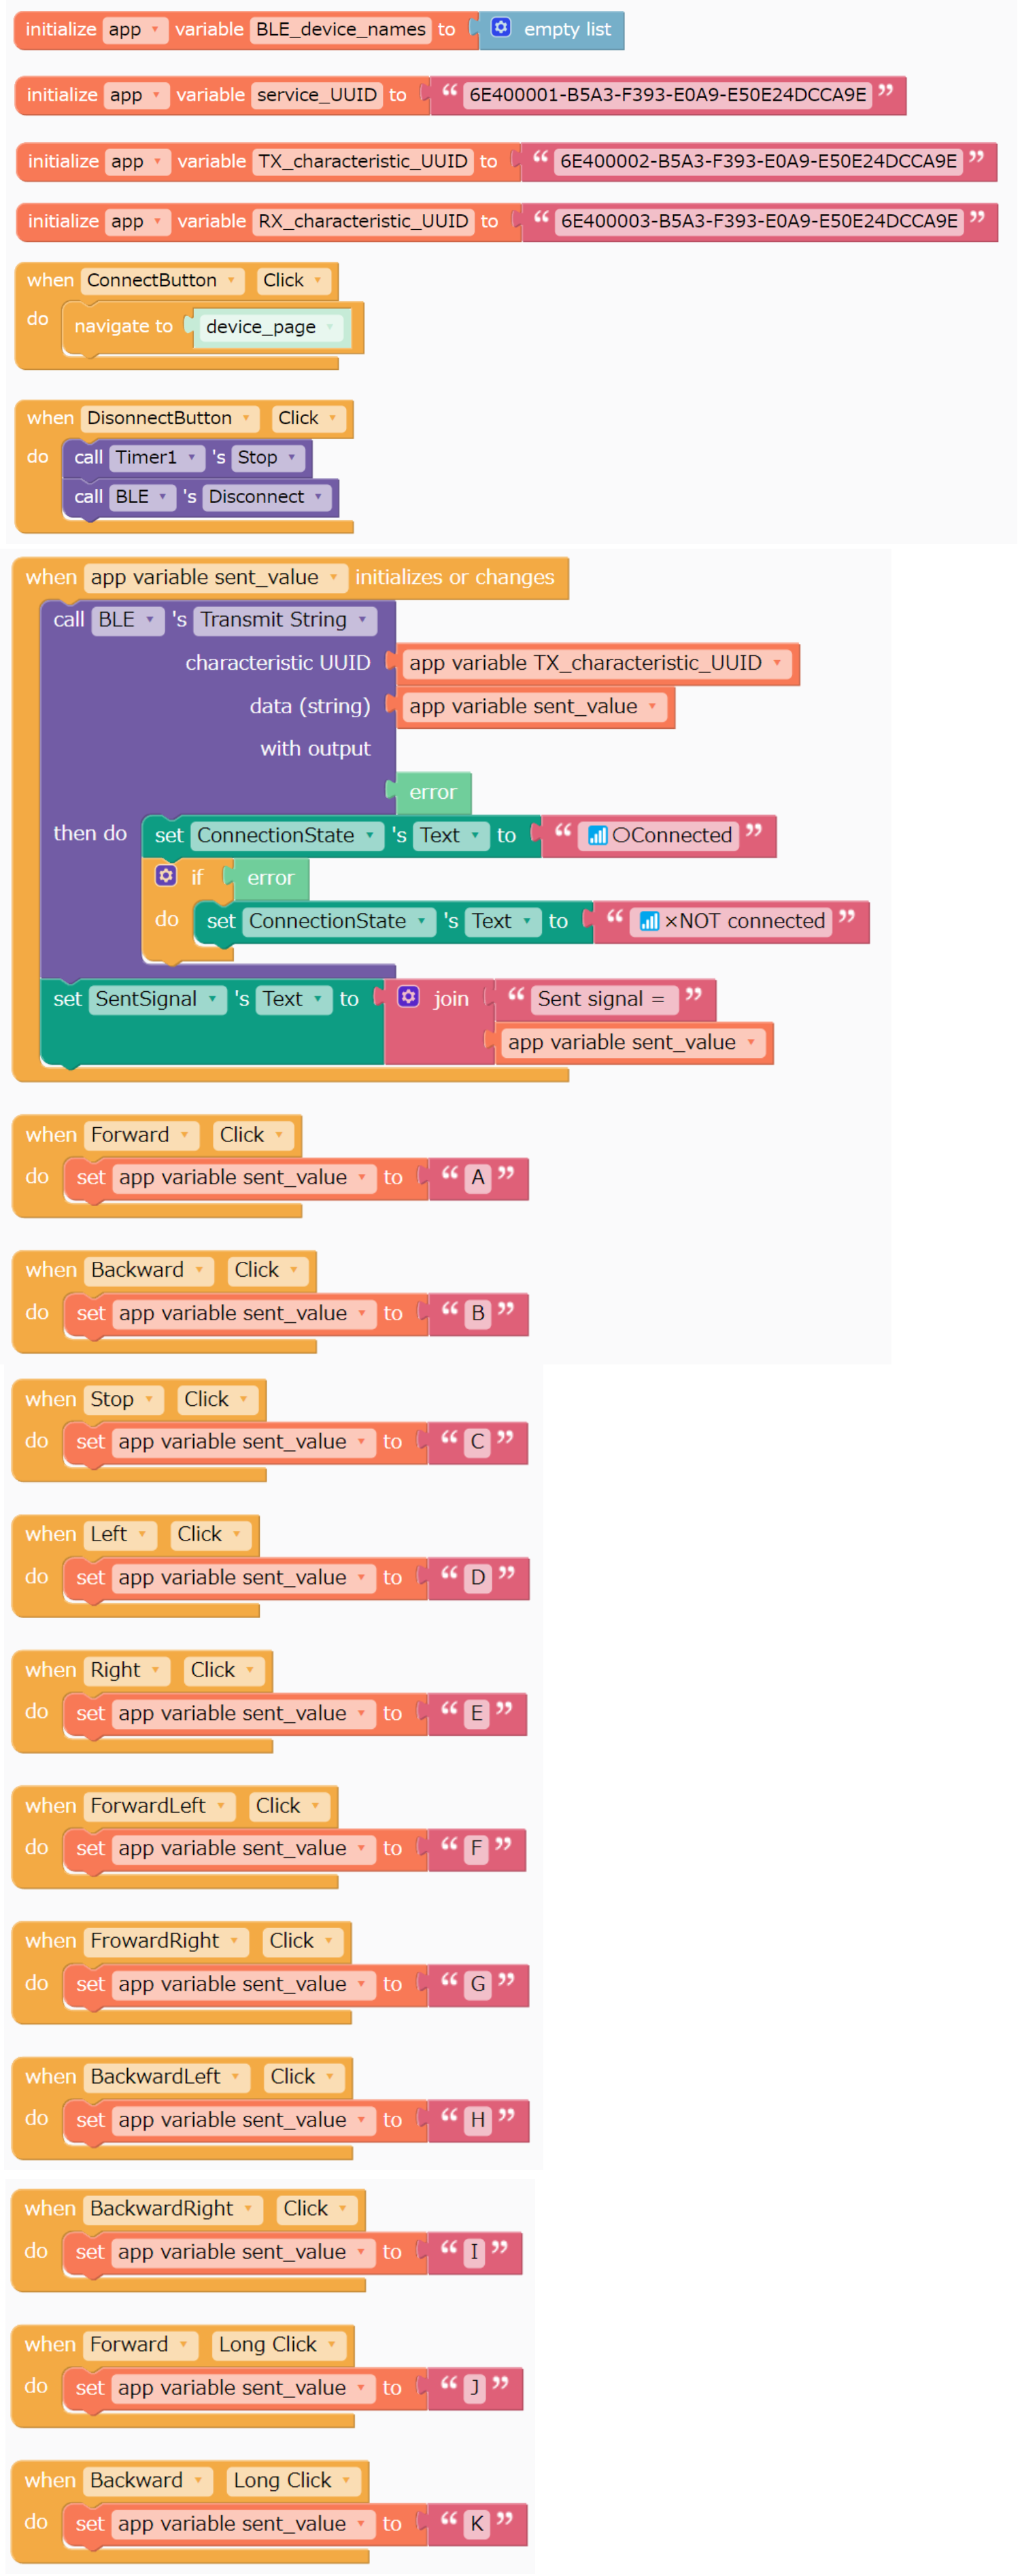 initialize app variable BLE_device_names to empty list
initialize app variable service_UUID to “ 6E400001-B5A3-F393-E0A9-E50E24DCCA9E ”
initialize app variable TX_characteristic_UUID to “ 6E400002-B5A3-F393-E0A9-E50E24DCCA9E ”
initialize app variable RX_characteristic_UUID to “ 6E400003-B5A3-F393-E0A9-E50E24DCCA9E ”
when ConnectButton Click
do navigate to device_page
when DisonnectButton Click
do call Timer1 's Stop
call BLE 's Disconnect
when app variable sent_value initializes or changes
call BLE 's Transmit String
characteristic UUID app variable TX_characteristic_UUID
data (string) app variable sent_value
with output
error
then do set ConnectionState 's Text to “ 📶○Connected ”
if error
do set ConnectionState 's Text to “ 📶×NOT connected ”
set SentSignal 's Text to join “ Sent signal = ”
app variable sent_value
when Forward Click
do set app variable sent_value to “ A ”
when Backward Click
do set app variable sent_value to “ B ”
when Stop Click
do set app variable sent_value to “ C ”
when Left Click
do set app variable sent_value to “ D ”
when Right Click
do set app variable sent_value to “ E ”
when ForwardLeft Click
do set app variable sent_value to “ F ”
when FrowardRight Click
do set app variable sent_value to “ G ”
when BackwardLeft Click
do set app variable sent_value to “ H ”
when BackwardRight Click
do set app variable sent_value to “ I ”
when Forward Long Click
do set app variable sent_value to “ J ”
when Backward Long Click
do set app variable sent_value to “ K ”